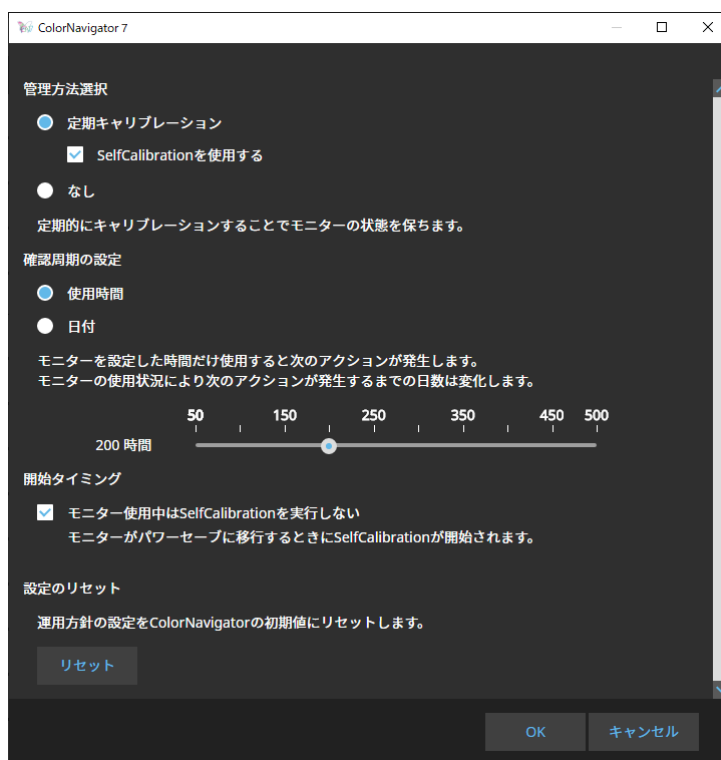 ColorNavigator 7
管理方法選択
定期キャリブレーション
SelfCalibrationを使用する
なし
定期的にキャリブレーションすることでモニターの状態を保ちます。
確認周期の設定
使用時間
日付
モニターを設定した時間だけ使用すると次のアクションが発生します。
モニターの使用状況により次のアクションが発生するまでの日数は変化します。
50 150 250 350 450 500
200 時間
開始タイミング
モニター使用中はSelfCalibrationを実行しない
モニターがパワーセーブに移行するときにSelfCalibrationが開始されます。
設定のリセット
運用方針の設定をColorNavigatorの初期値にリセットします。
リセット
OK キャンセル